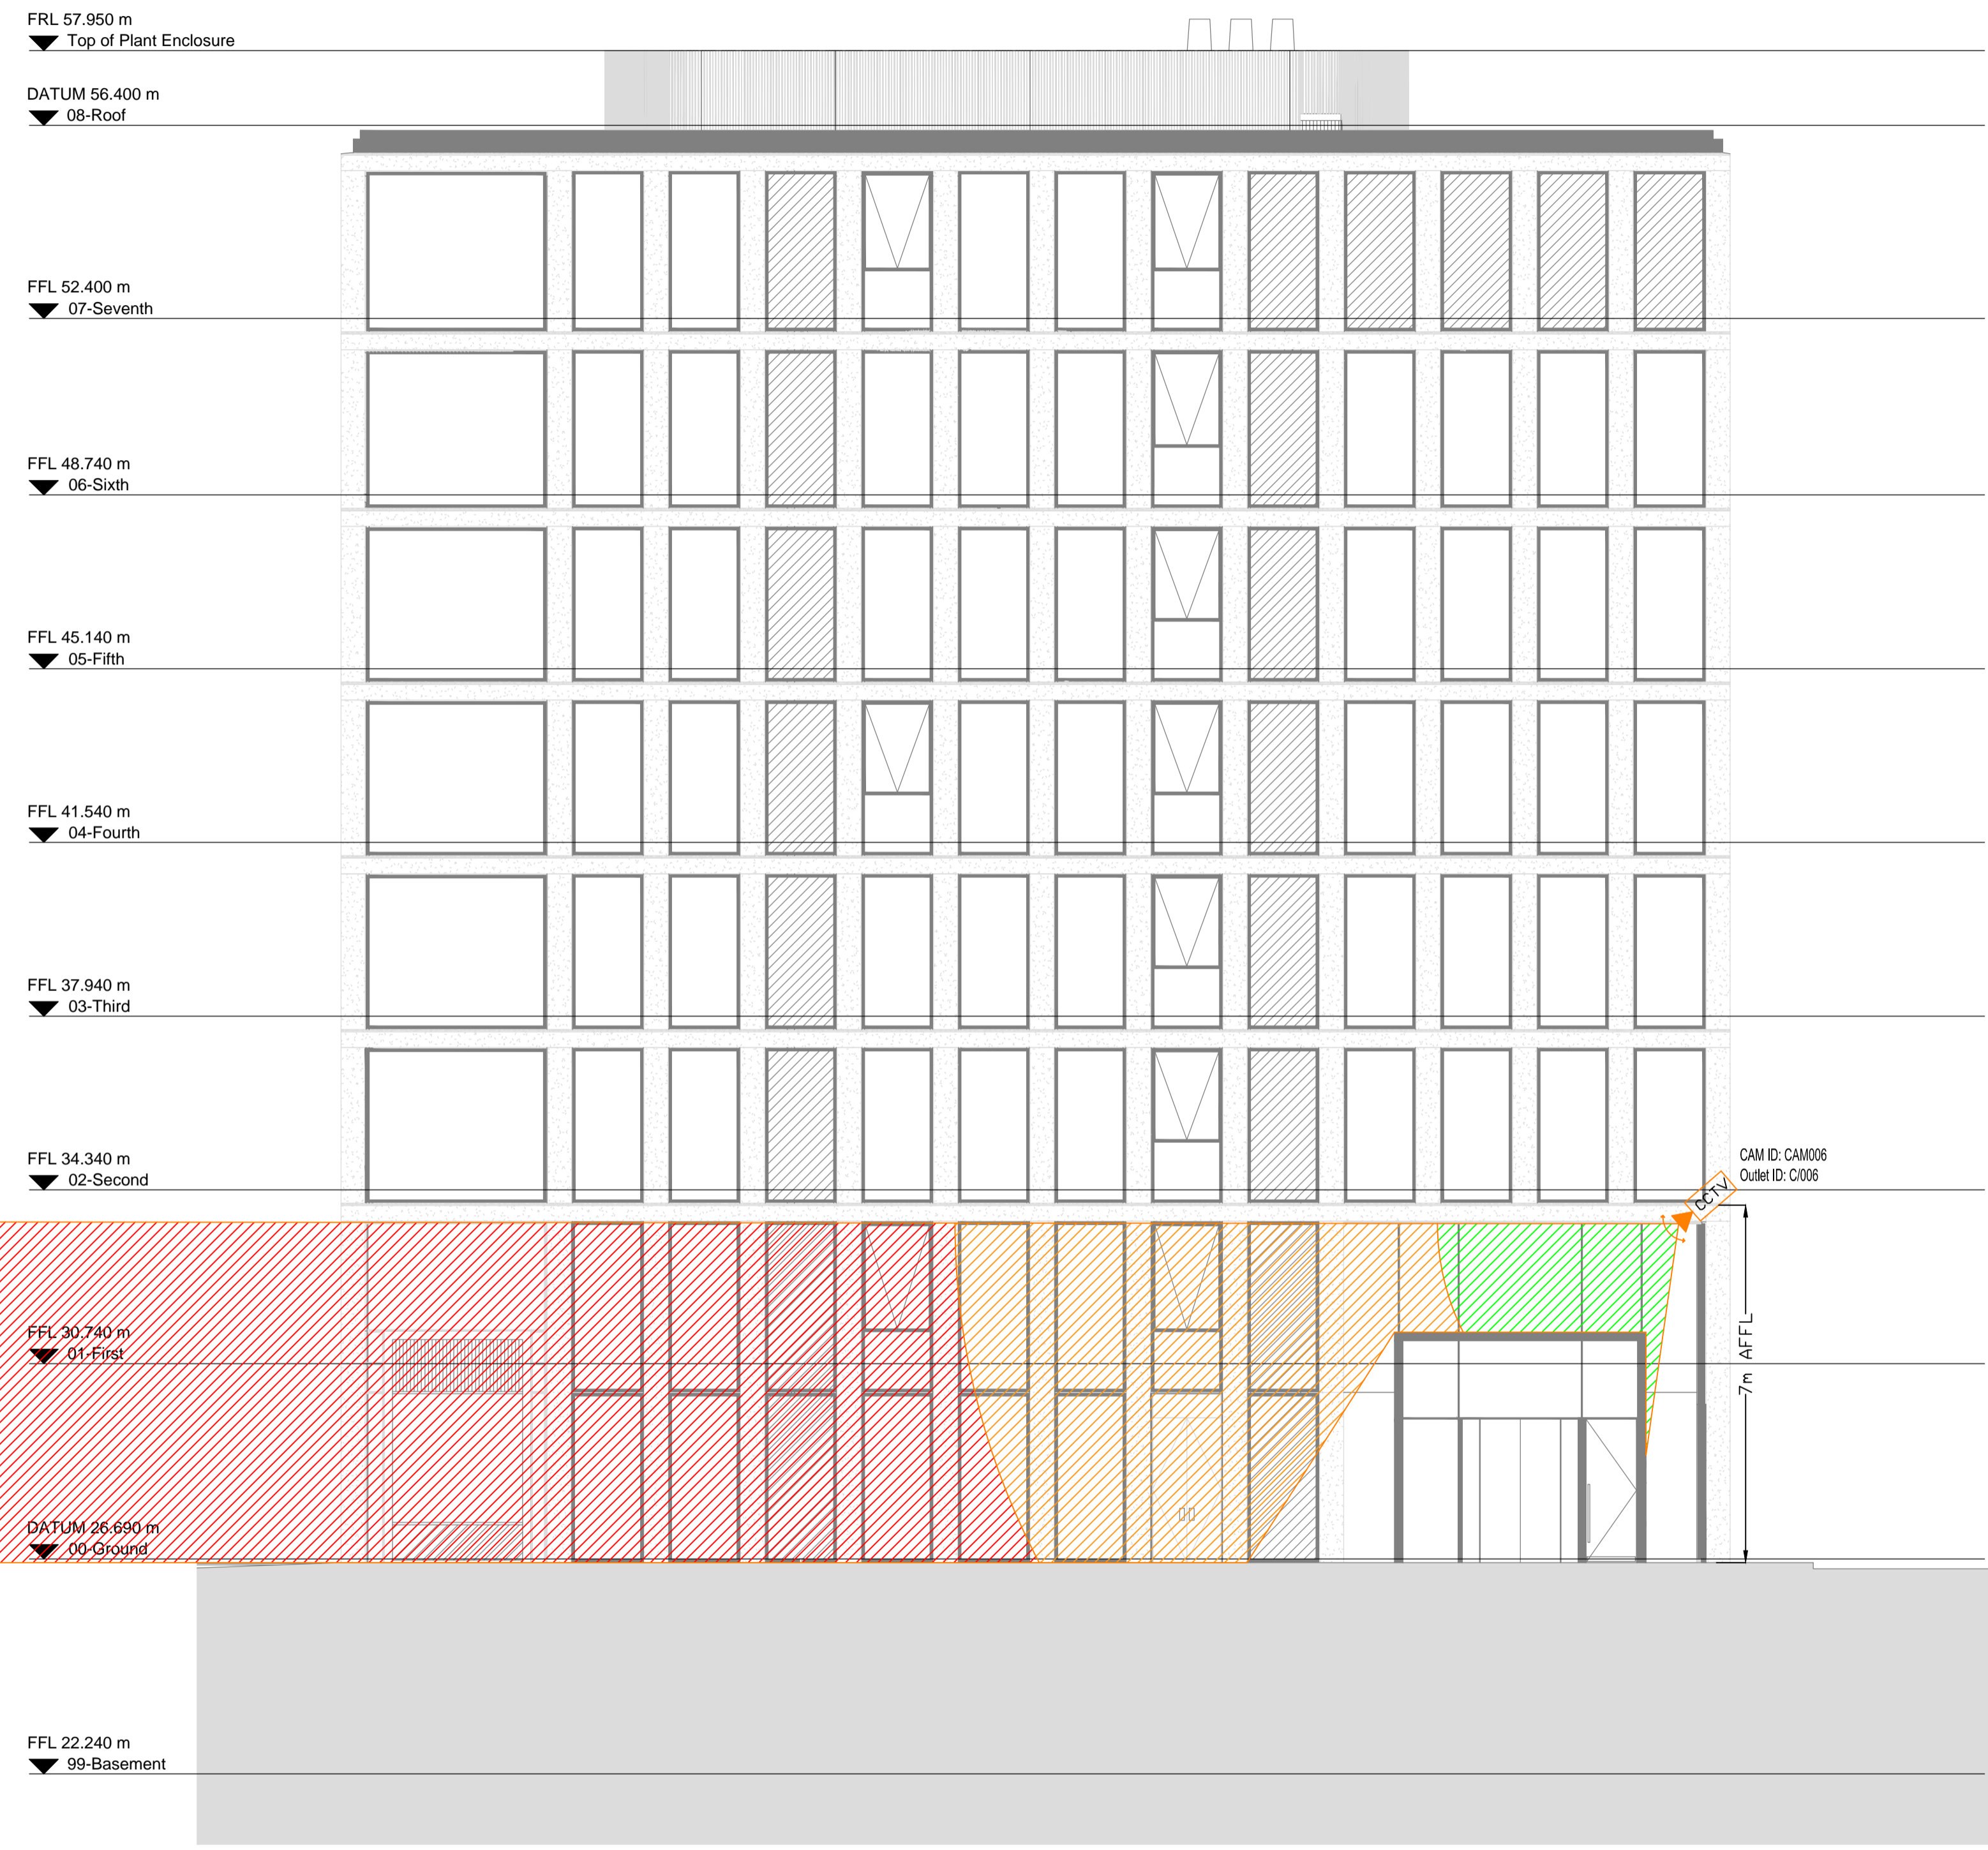 FRL 57.950 m
Top of Plant Enclosure
DATUM 56.400 m
08-Roof
FFL 52.400 m
07-Seventh
FFL 48.740 m
06-Sixth
FFL 45.140 m
05-Fifth
FFL 41.540 m
04-Fourth
FFL 37.940 m
03-Third
FFL 34.340 m
02-Second
CAM ID: CAM006
Outlet ID: C/006
CCTV
FFL 30.740 m
01-First
7m AFFL
DATUM 26.690 m
00-Ground
FFL 22.240 m
99-Basement